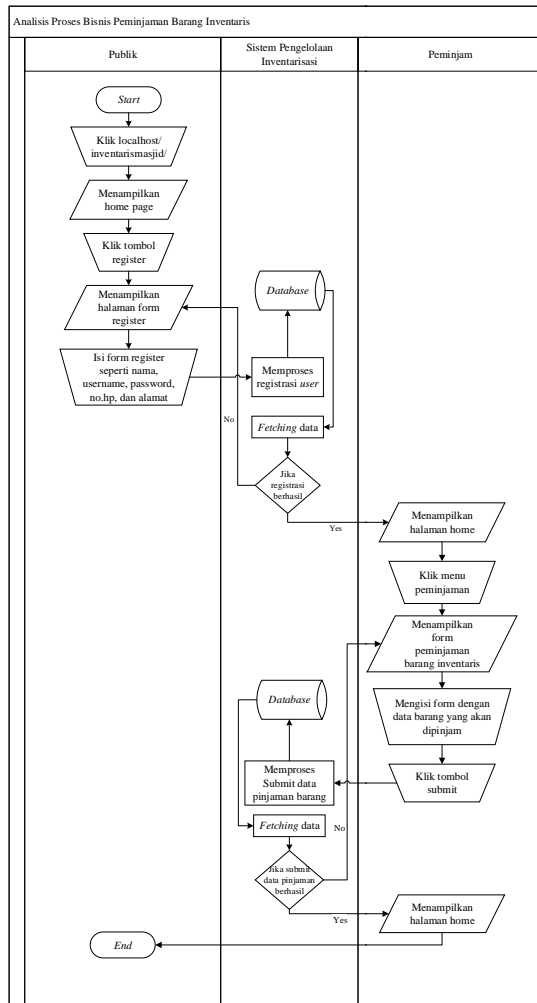 Analisis Proses Bisnis Peminjaman Barang Inventaris
Publik
Sistem Pengelolaan
Inventarisasi
Peminjam
Start
Klik localhost/
inventarismasjid/
Menampilkan
home page
Klik tombol
register
Menampilkan
halaman form
register
Isi form register
seperti nama,
username, password,
no.hp, dan alamat
Database
Memproses
registrasi user
No
Fetching data
Jika
registrasi
berhasil
Yes
Menampilkan
halaman home
Klik menu
peminjaman
Menampilkan
form
peminjaman
barang inventaris
Mengisi form dengan
data barang yang akan
dipinjam
Klik tombol
submit
Database
Memproses
Submit data
pinjaman barang
Fetching data
No
Jika submit
data pinjaman
berhasil
Yes
Menampilkan
halaman home
End